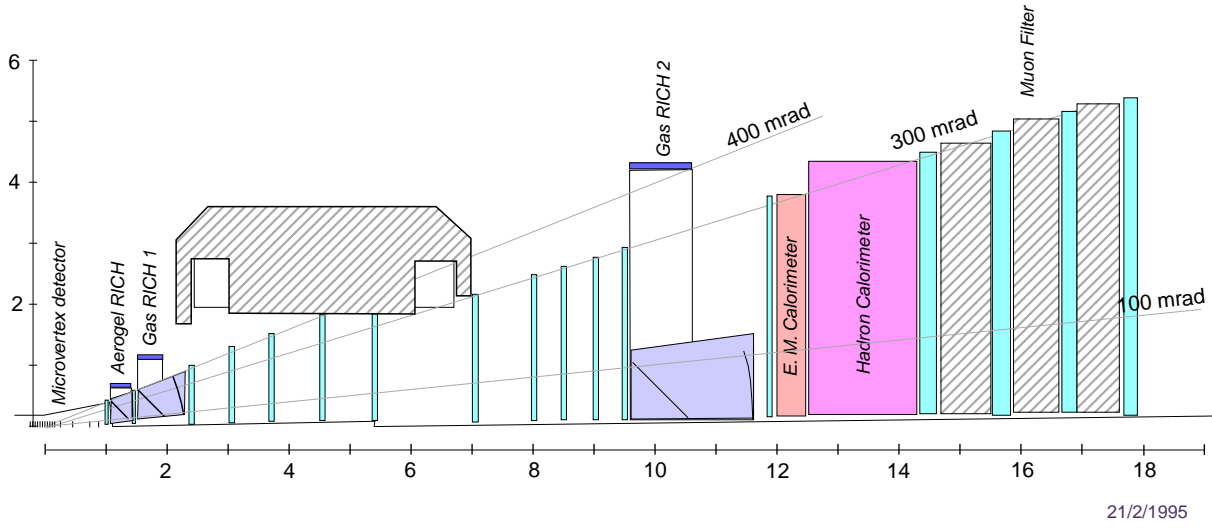 6
4
2
Microvertex detector
Aerogel RICH
Gas RICH 1
Gas RICH 2
400 mrad
300 mrad
100 mrad
E. M. Calorimeter
Hadron Calorimeter
Muon Filter
2
4
6
8
10
12
14
16
18
21/2/1995